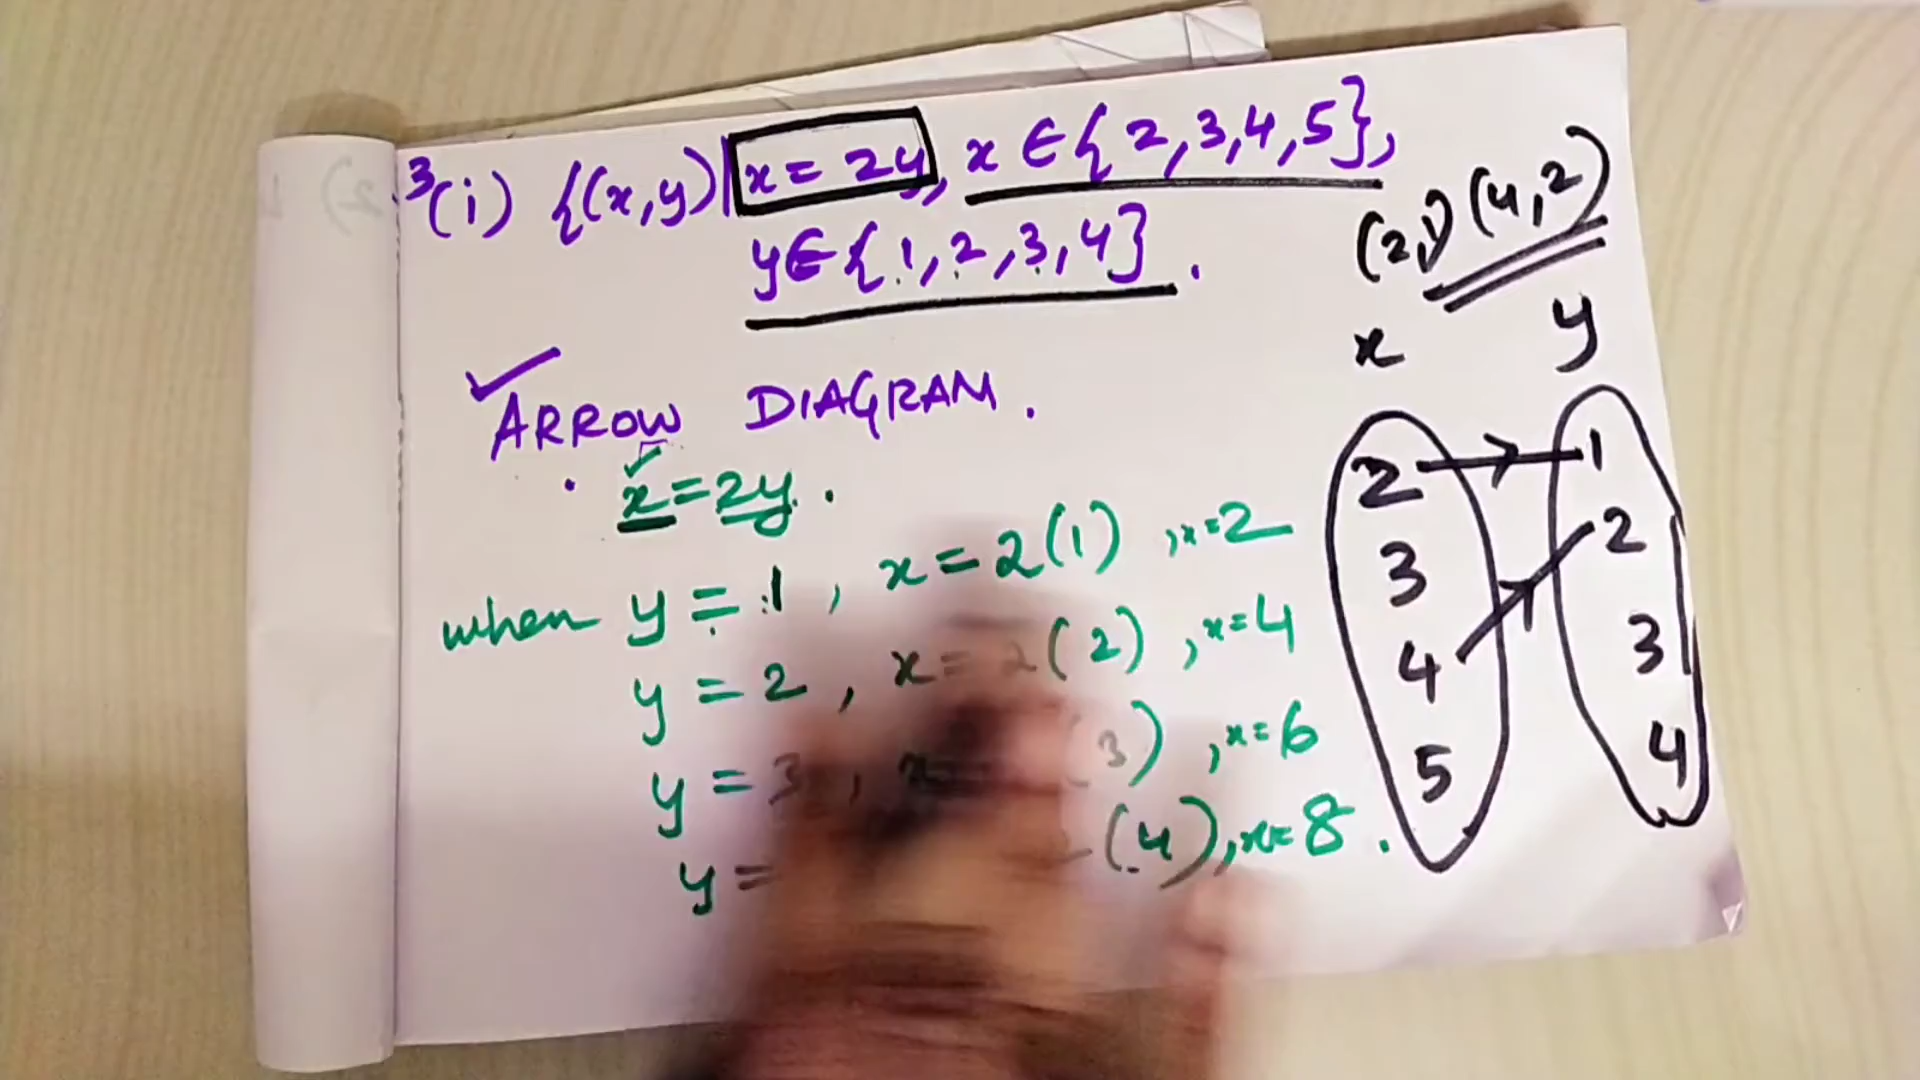 3(i) {(x,y)|x = 2y, x ∈ {2,3,4,5},
y ∈ {1,2,3,4}.
(2,1) (4,2)
ARROW DIAGRAM.
x = 2y.
when y = 1, x = 2(1), x=2
y = 2, x = 2(2), x=4
y = 3, x = (3), x=6
y = (4), x=8.
x y
2 1
3 2
4 3
5 4